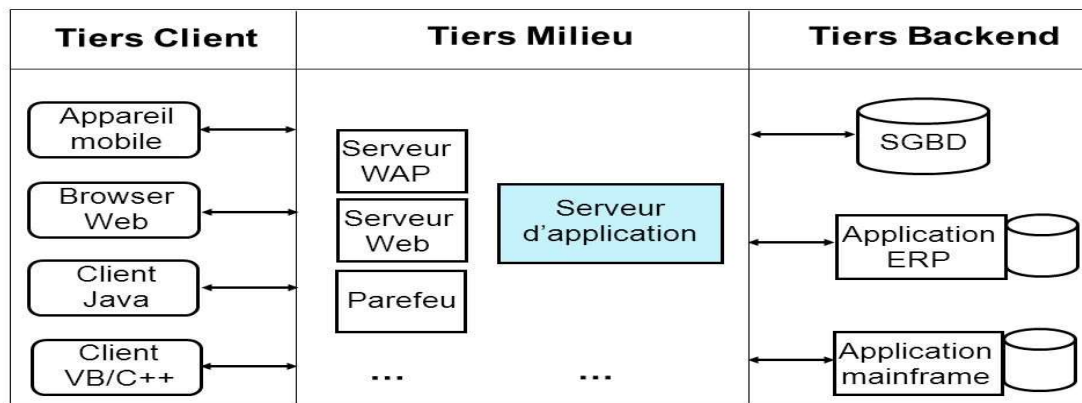 Tiers Client
Tiers Milieu
Tiers Backend
Appareil
mobile
Browser
Web
Client
Java
Client
VB/C++
Serveur
WAP
Serveur
Web
Parefeu
...
Serveur
d'application
...
SGBD
Application
ERP
Application
mainframe